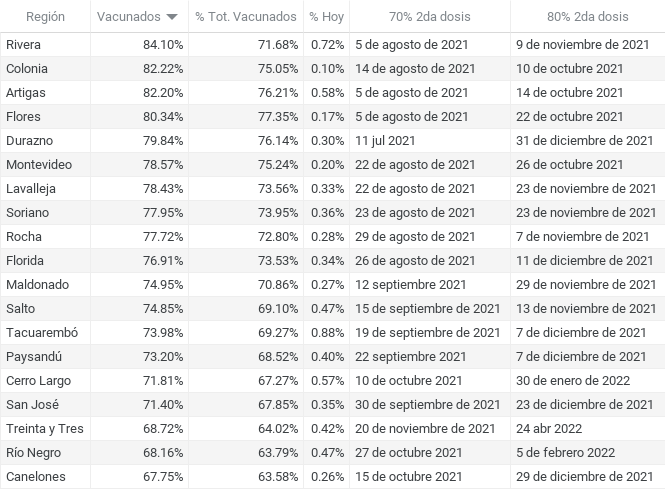 Región Vacunados % Tot. Vacunados % Hoy 70% 2da dosis 80% 2da dosis
Rivera 84.10% 71.68% 0.72% 5 de agosto de 2021 9 de noviembre de 2021
Colonia 82.22% 75.05% 0.10% 14 de agosto de 2021 10 de octubre 2021
Artigas 82.20% 76.21% 0.58% 5 de agosto de 2021 14 de octubre 2021
Flores 80.34% 77.35% 0.17% 5 de agosto de 2021 22 de octubre 2021
Durazno 79.84% 76.14% 0.30% 11 jul 2021 31 de diciembre de 2021
Montevideo 78.57% 75.24% 0.20% 22 de agosto de 2021 26 de octubre 2021
Lavalleja 78.43% 73.56% 0.33% 22 de agosto de 2021 23 de noviembre de 2021
Soriano 77.95% 73.95% 0.36% 23 de agosto de 2021 23 de noviembre de 2021
Rocha 77.72% 72.80% 0.28% 29 de agosto de 2021 7 de noviembre de 2021
Florida 76.91% 73.53% 0.34% 26 de agosto de 2021 11 de diciembre de 2021
Maldonado 74.95% 70.86% 0.27% 12 septiembre 2021 29 de noviembre de 2021
Salto 74.85% 69.10% 0.47% 15 de septiembre de 2021 13 de noviembre de 2021
Tacuarembó 73.98% 69.27% 0.88% 19 de septiembre de 2021 7 de diciembre de 2021
Paysandú 73.20% 68.52% 0.40% 22 septiembre 2021 7 de diciembre de 2021
Cerro Largo 71.81% 67.27% 0.57% 10 de octubre de 2021 30 de enero de 2022
San José 71.40% 67.85% 0.35% 30 de septiembre de 2021 23 de diciembre de 2021
Treinta y Tres 68.72% 64.02% 0.42% 20 de noviembre de 2021 24 abr 2022
Río Negro 68.16% 63.79% 0.47% 27 de octubre 2021 5 de febrero 2022
Canelones 67.75% 63.58% 0.26% 15 de octubre 2021 29 de diciembre de 2021